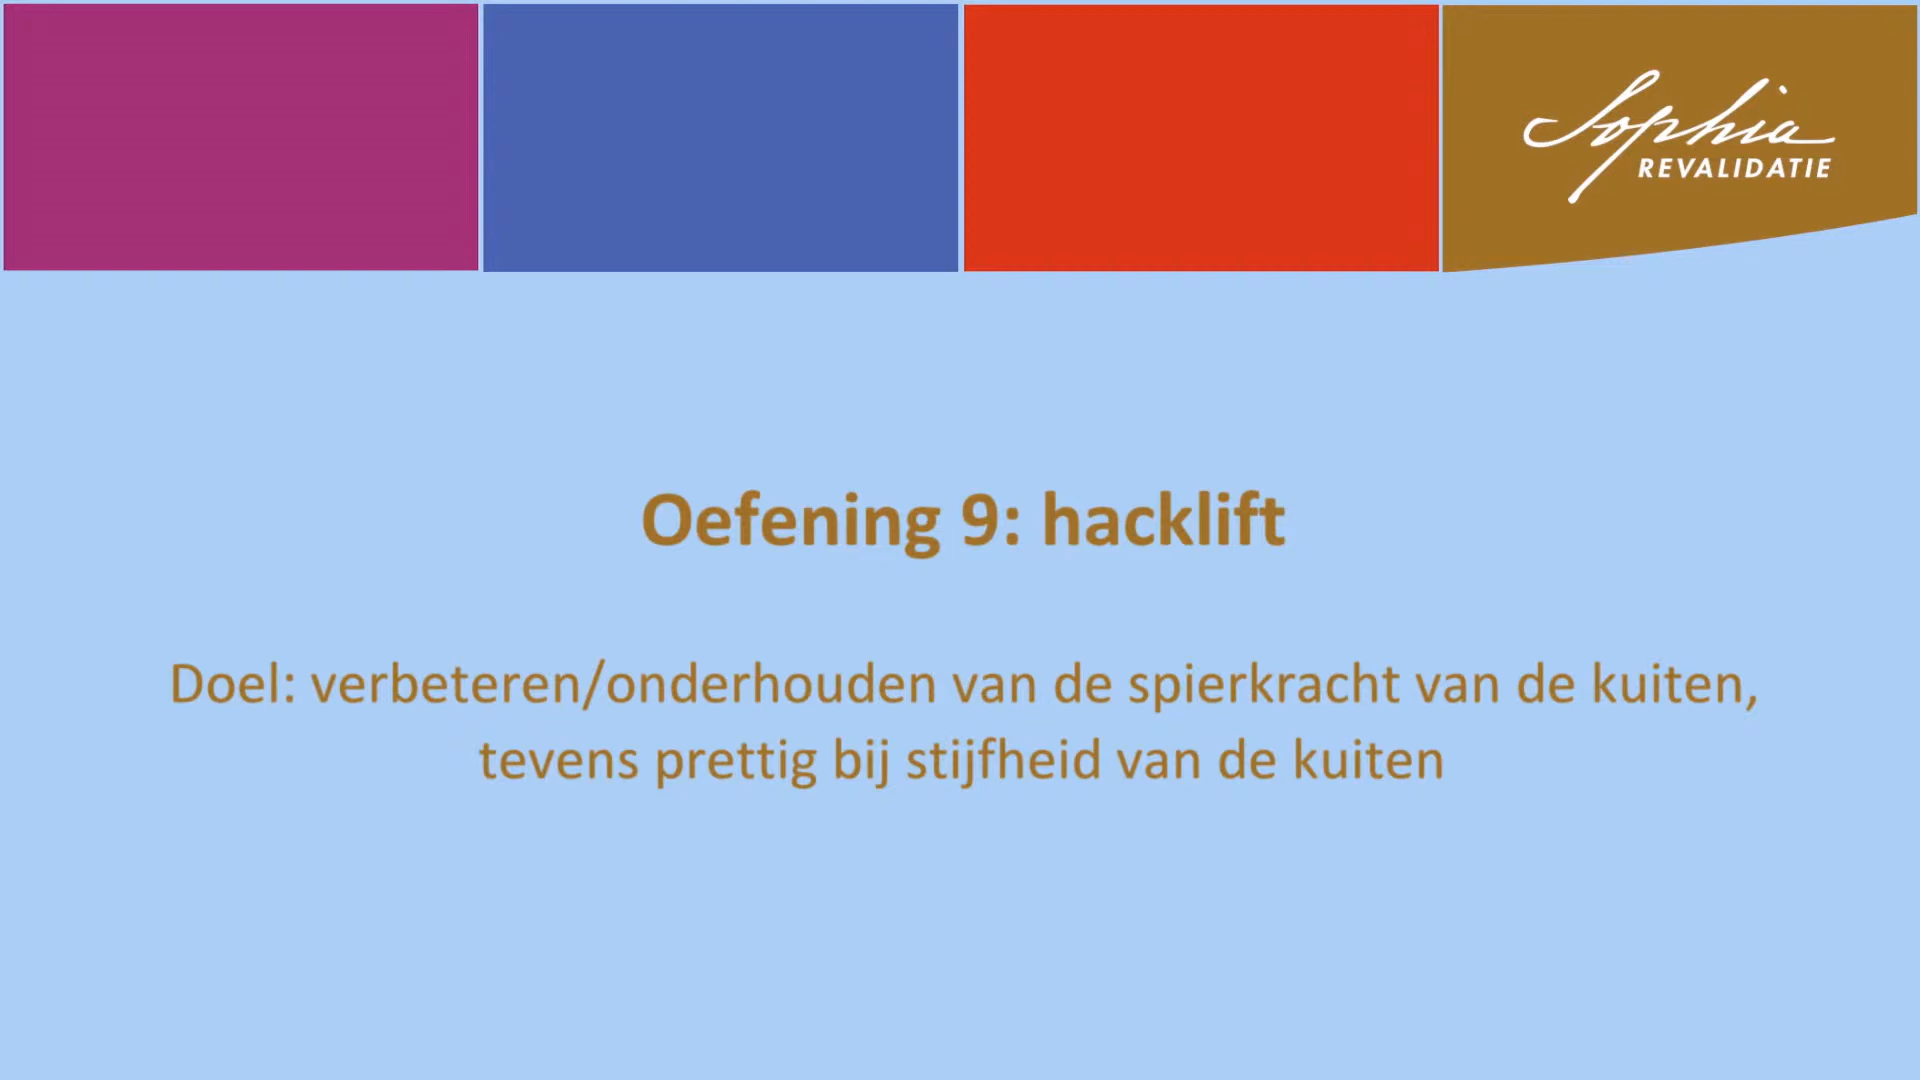 Sophia
REVALIDATIE
Oefening 9: hacklift
Doel: verbeteren/onderhouden van de spierkracht van de kuiten,
tevens prettig bij stijfheid van de kuiten